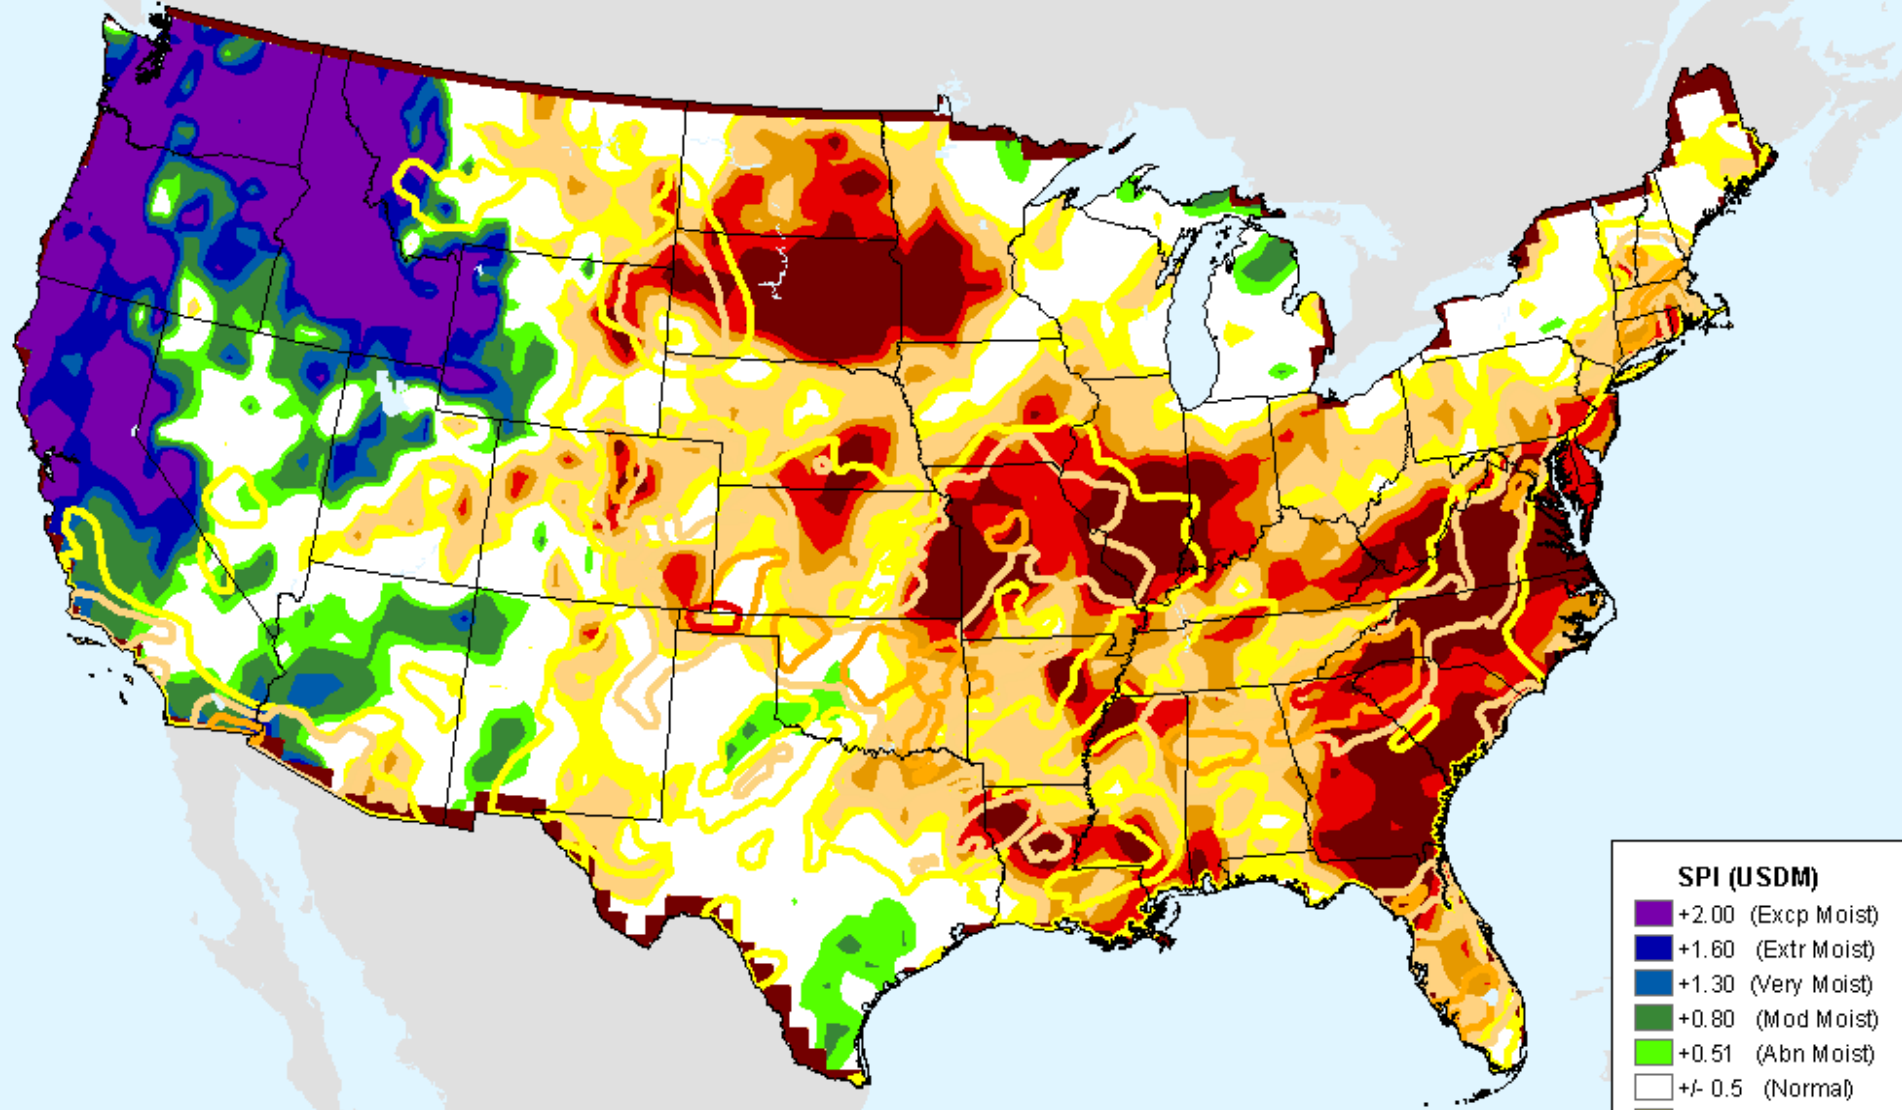 SPI (USDM)
+2.00 (Excp Moist)
+1.60 (Extr Moist)
+1.30 (Very Moist)
+0.80 (Mod Moist)
+0.51 (Abn Moist)
+/- 0.5 (Normal)